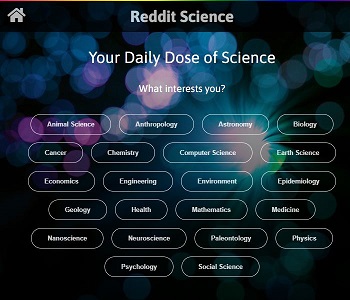 Reddit Science
Your Daily Dose of Science
What interests you?
Animal Science Anthropology Astronomy Biology
Cancer Chemistry Computer Science Earth Science
Economics Engineering Environment Epidemiology
Geology Health Mathematics Medicine
Nanoscience Neuroscience Paleontology Physics
Psychology Social Science